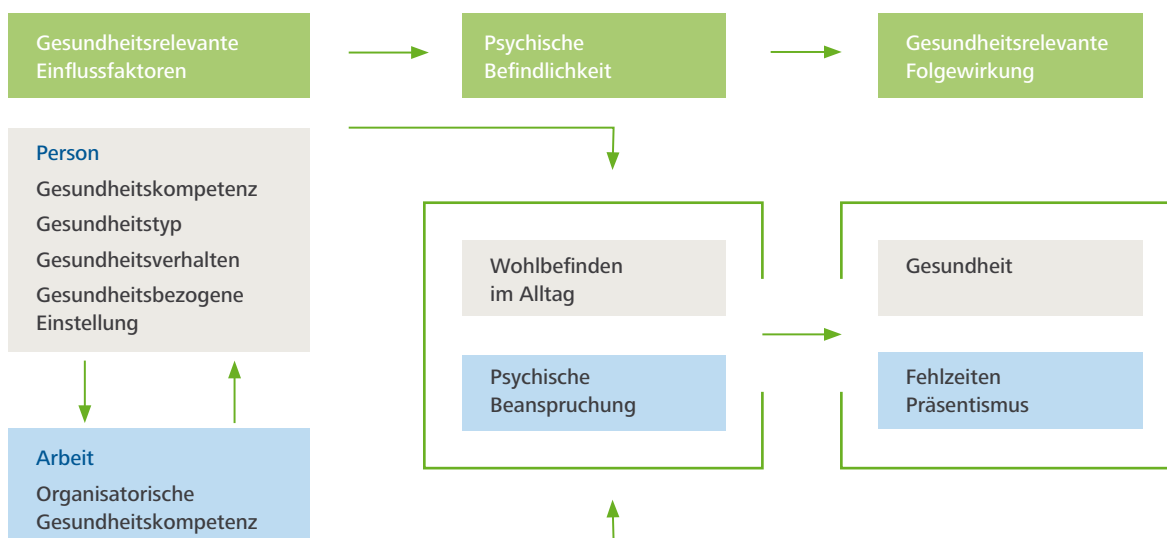 Gesundheitsrelevante
Einflussfaktoren
Psychische
Befindlichkeit
Gesundheitsrelevante
Folgewirkung
Person
Gesundheitskompetenz
Gesundheitstyp
Gesundheitsverhalten
Gesundheitsbezogene
Einstellung
Wohlbefinden
im Alltag
Gesundheit
Psychische
Beanspruchung
Fehlzeiten
Präsentismus
Arbeit
Organisatorische
Gesundheitskompetenz